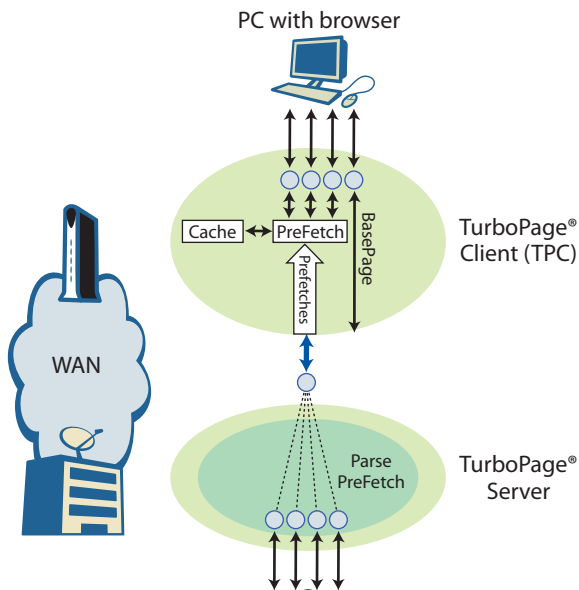 PC with browser
Cache
PreFetch
BasePage
Prefetches
TurboPage®
Client (TPC)
WAN
Parse
PreFetch
TurboPage®
Server